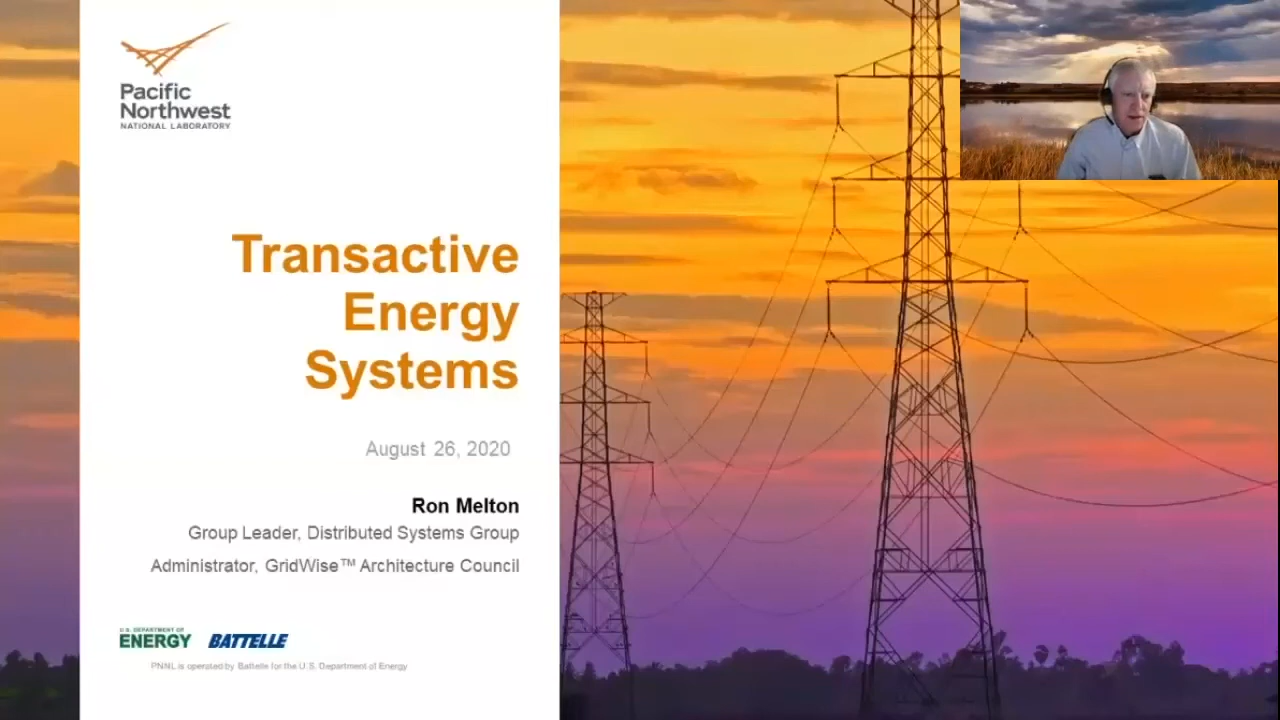 Pacific
Northwest
NATIONAL LABORATORY
Transactive
Energy
Systems
August 26, 2020
Ron Melton
Group Leader, Distributed Systems Group
Administrator, GridWise™ Architecture Council
U.S. DEPARTMENT OF
ENERGY
BATTELLE
PNNL is operated by Battelle for the U.S. Department of Energy